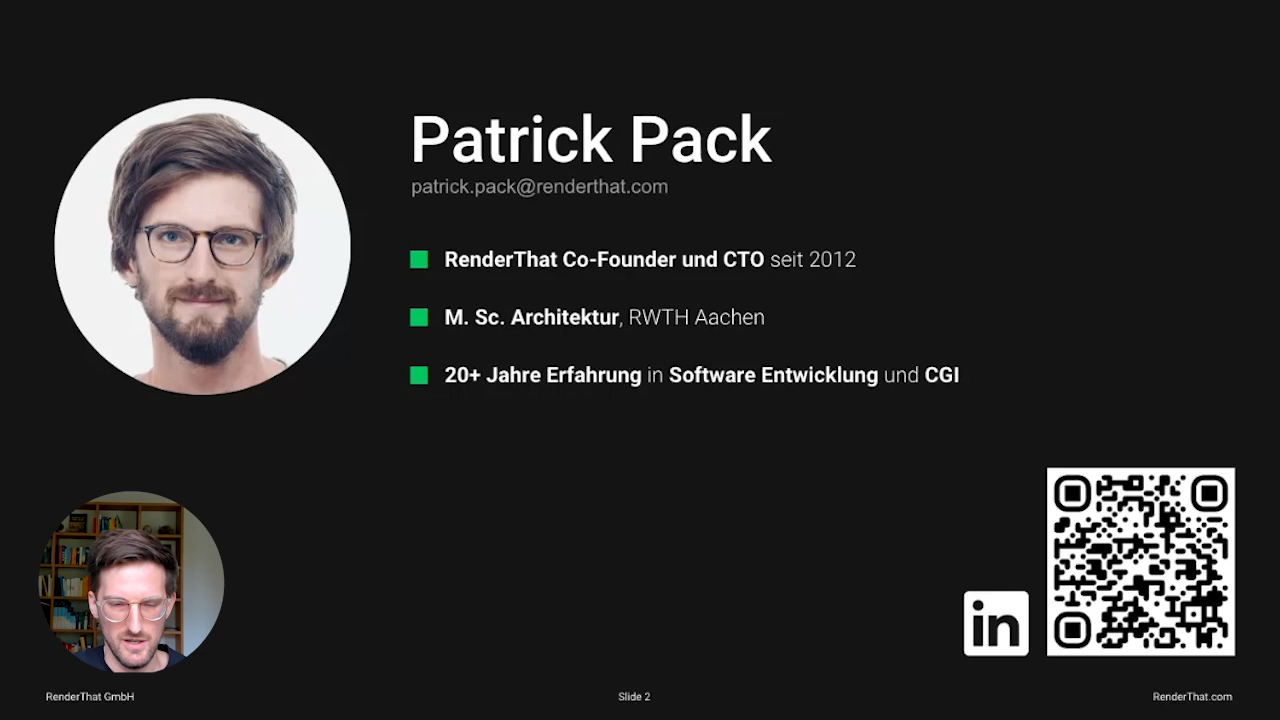 Patrick Pack
patrick.pack@renderthat.com
RenderThat Co-Founder und CTO seit 2012
M. Sc. Architektur, RWTH Aachen
20+ Jahre Erfahrung in Software Entwicklung und CGI
in
RenderThat GmbH
Slide 2
RenderThat.com